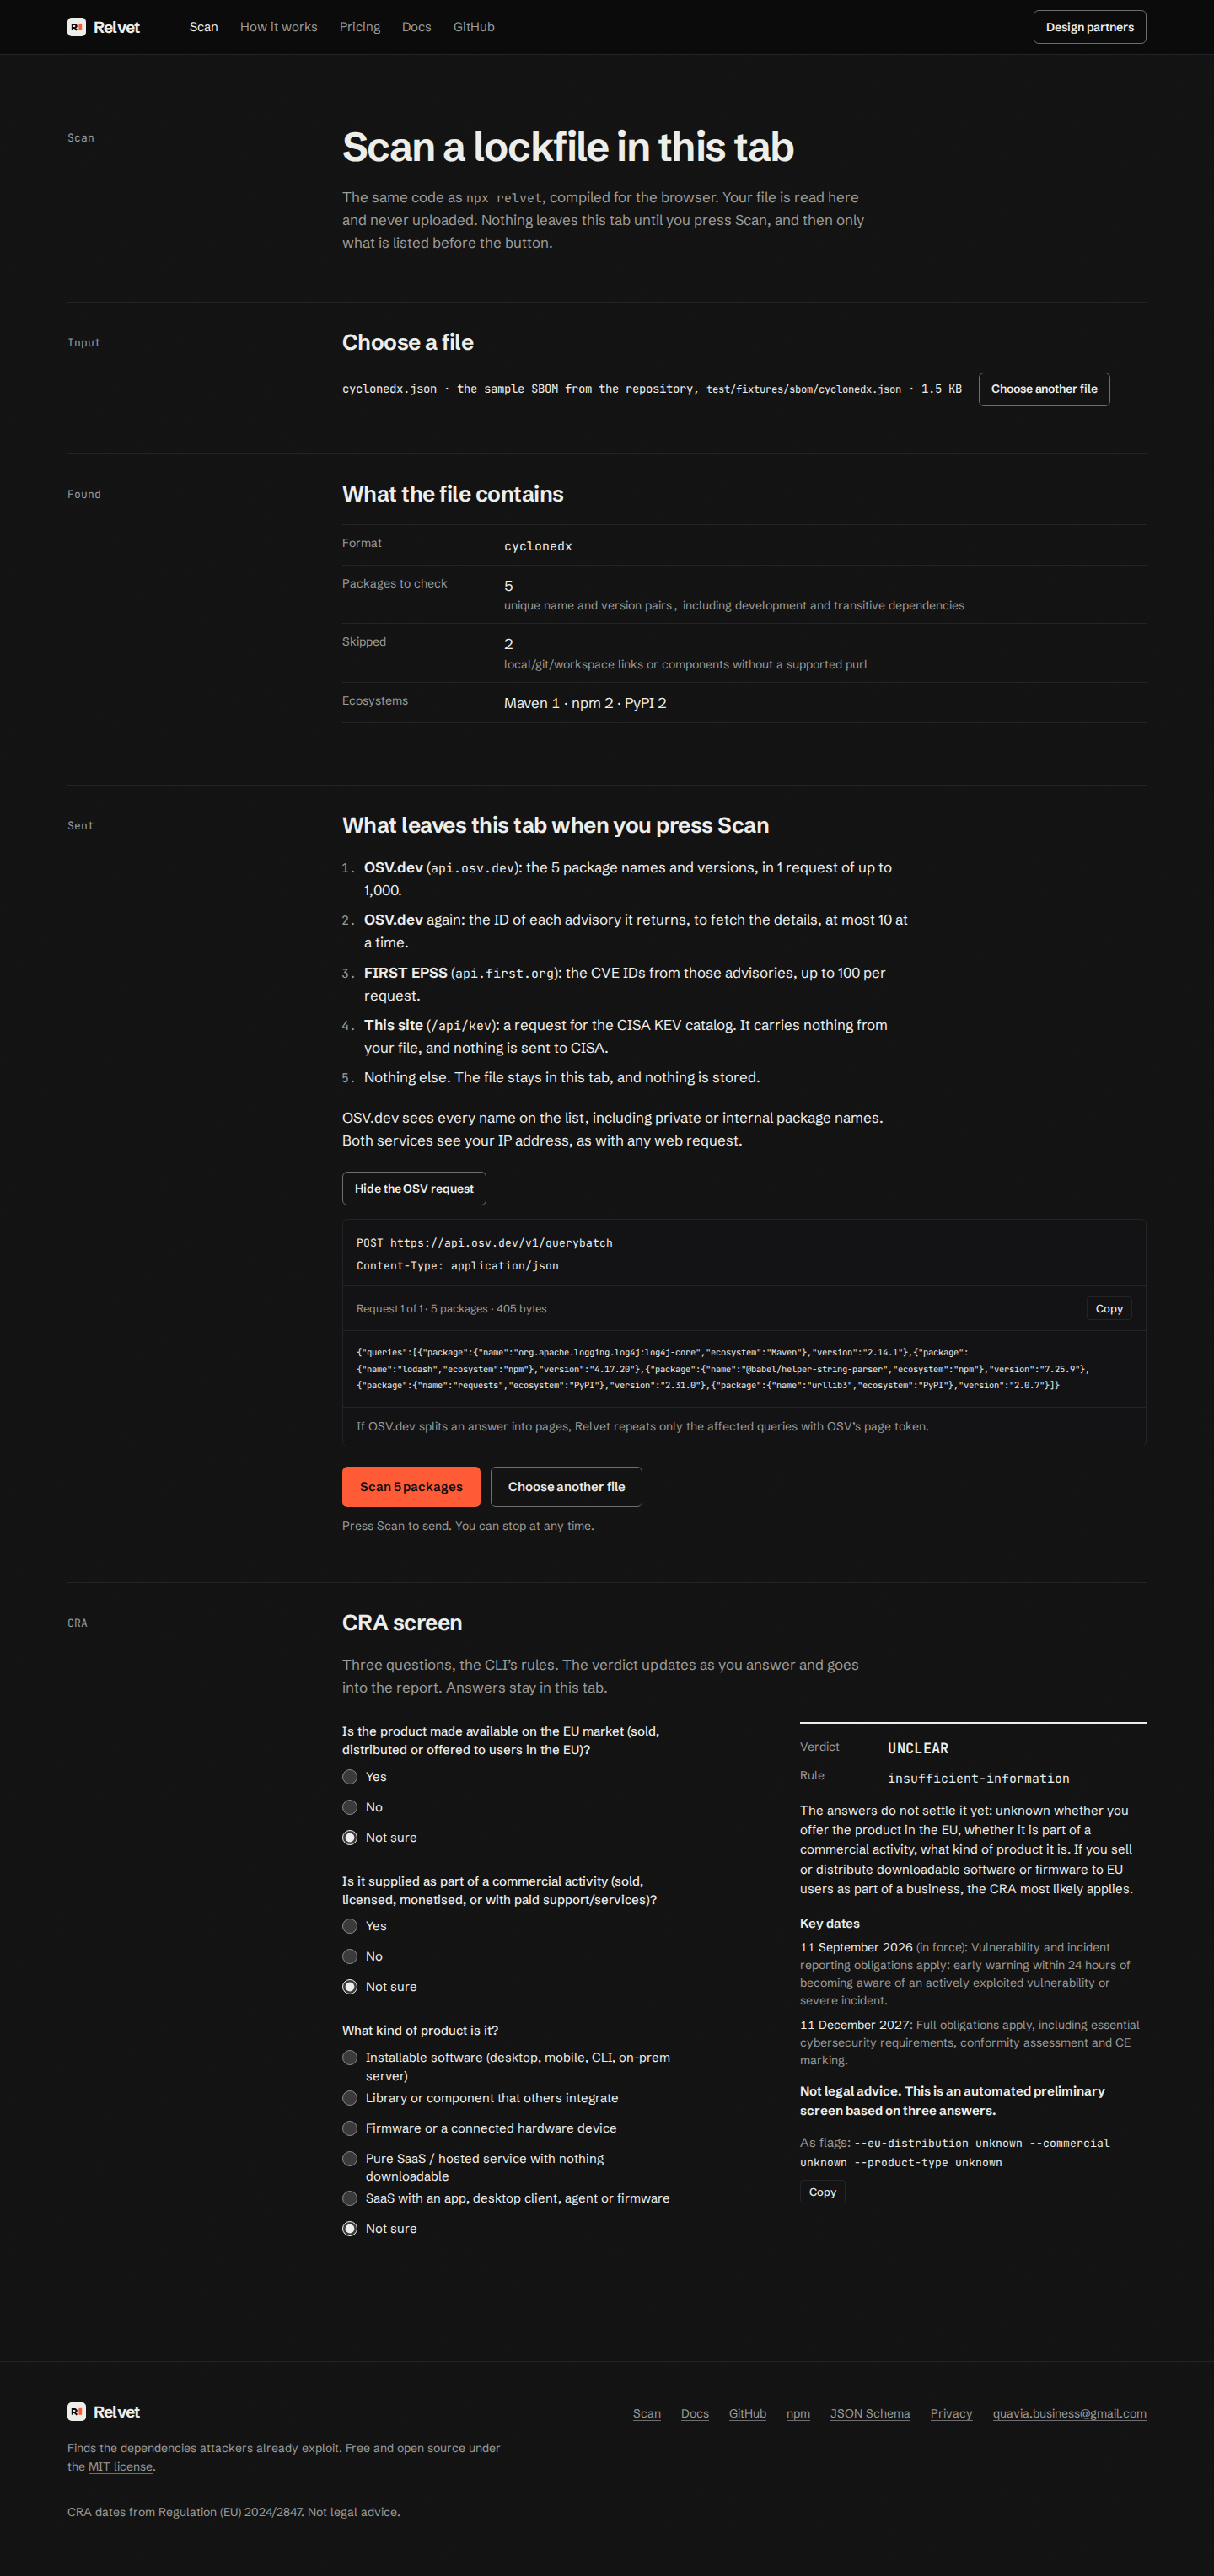 Relvet
Scan
How it works
Pricing
Docs
GitHub
Design partners
Scan
Scan a lockfile in this tab
The same code as npx relvet, compiled for the browser. Your file is read here
and never uploaded. Nothing leaves this tab until you press Scan, and then only
what is listed before the button.
Input
Choose a file
cyclonedx.json · the sample SBOM from the repository, test/fixtures/sbom/cyclonedx.json · 1.5 KB
Choose another file
Found
What the file contains
Format
cyclonedx
Packages to check
5
unique name and version pairs, including development and transitive dependencies
Skipped
2
local/git/workspace links or components without a supported purl
Ecosystems
Maven 1 · npm 2 · PyPI 2
Sent
What leaves this tab when you press Scan
1. OSV.dev (api.osv.dev): the 5 package names and versions, in 1 request of up to
1,000.
2. OSV.dev again: the ID of each advisory it returns, to fetch the details, at most 10 at
a time.
3. FIRST EPSS (api.first.org): the CVE IDs from those advisories, up to 100 per
request.
4. This site (/api/kev): a request for the CISA KEV catalog. It carries nothing from
your file, and nothing is sent to CISA.
5. Nothing else. The file stays in this tab, and nothing is stored.
OSV.dev sees every name on the list, including private or internal package names.
Both services see your IP address, as with any web request.
Hide the OSV request
POST https://api.osv.dev/v1/querybatch
Content-Type: application/json
Request 1 of 1 · 5 packages · 405 bytes
Copy
{"queries":[{"package":{"name":"org.apache.logging.log4j:log4j-core","ecosystem":"Maven"},"version":"2.14.1"},{"package":
{"name":"lodash","ecosystem":"npm"},"version":"4.17.20"},{"package":{"name":"@babel/helper-string-parser","ecosystem":"npm"},"version":"7.25.9"},
{"package":{"name":"requests","ecosystem":"PyPI"},"version":"2.31.0"},{"package":{"name":"urllib3","ecosystem":"PyPI"},"version":"2.0.7"}]}
If OSV.dev splits an answer into pages, Relvet repeats only the affected queries with OSV's page token.
Scan 5 packages
Choose another file
Press Scan to send. You can stop at any time.
CRA
CRA screen
Three questions, the CLI's rules. The verdict updates as you answer and goes
into the report. Answers stay in this tab.
Is the product made available on the EU market (sold,
distributed or offered to users in the EU)?
Yes
No
Not sure
Is it supplied as part of a commercial activity (sold,
licensed, monetised, or with paid support/services)?
Yes
No
Not sure
What kind of product is it?
Installable software (desktop, mobile, CLI, on-prem
server)
Library or component that others integrate
Firmware or a connected hardware device
Pure SaaS / hosted service with nothing
downloadable
SaaS with an app, desktop client, agent or firmware
Not sure
Verdict
UNCLEAR
Rule
insufficient-information
The answers do not settle it yet: unknown whether you
offer the product in the EU, whether it is part of a
commercial activity, what kind of product it is. If you sell
or distribute downloadable software or firmware to EU
users as part of a business, the CRA most likely applies.
Key dates
11 September 2026 (in force): Vulnerability and incident
reporting obligations apply: early warning within 24 hours of
becoming aware of an actively exploited vulnerability or
severe incident.
11 December 2027: Full obligations apply, including essential
cybersecurity requirements, conformity assessment and CE
marking.
Not legal advice. This is an automated preliminary
screen based on three answers.
As flags: --eu-distribution unknown --commercial
unknown --product-type unknown
Copy
Relvet
Scan
Docs
GitHub
npm
JSON Schema
Privacy
quavia.business@gmail.com
Finds the dependencies attackers already exploit. Free and open source under
the MIT license.
CRA dates from Regulation (EU) 2024/2847. Not legal advice.